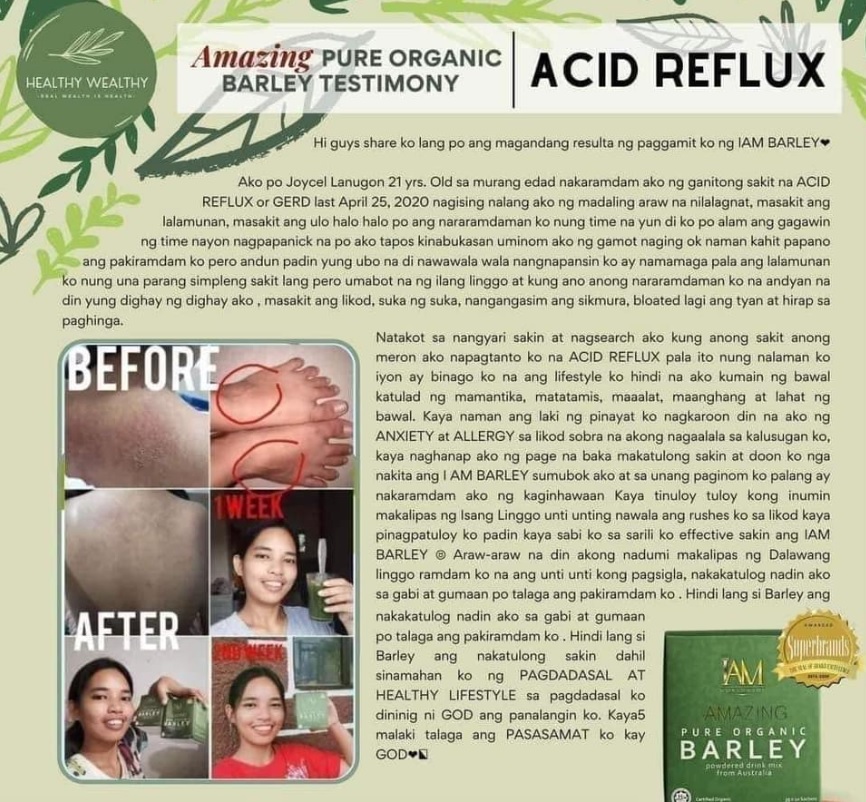 HEALTHY WEALTHY
-REAL WEALTH IS HEALTH-
Amazing PURE ORGANIC
BARLEY TESTIMONY
ACID REFLUX
Hi guys share ko lang po ang magandang resulta ng paggamit ko ng IAM BARLEY❤
Ako po Joycel Lanugon 21 yrs. Old sa murang edad nakaramdam ako ng ganitong sakit na ACID
REFLUX or GERD last April 25, 2020 nagising nalang ako ng madaling araw na nilalagnat, masakit ang
lalamunan, masakit ang ulo halo halo po ang nararamdaman ko nung time na yun di ko po alam ang gagawin
ng time nayon nagpapanick na po ako tapos kinabukasan uminom ako ng gamot naging ok naman kahit papano
ang pakiramdam ko pero andun padin yung ubo na di nawawala wala nangnapansin ko ay namamaga pala ang lalamunan
ko nung una parang simpleng sakit lang pero umabot na ng ilang linggo at kung ano anong nararamdaman ko na andyan na
din yung dighay ng dighay ako , masakit ang likod, suka ng suka, nangangasim ang sikmura, bloated lagi ang tyan at hirap sa
paghinga.
Natakot sa nangyari sakin at nagsearch ako kung anong sakit anong
meron ako napagtanto ko na ACID REFLUX pala ito nung nalaman ko
iyon ay binago ko na ang lifestyle ko hindi na ako kumain ng bawal
katulad ng mamantika, matatamis, maaalat, maanghang at lahat ng
bawal. Kaya naman ang laki ng pinayat ko nagkaroon din na ako ng
ANXIETY at ALLERGY sa likod sobra na akong nagaalala sa kalusugan ko,
kaya naghanap ako ng page na baka makatulong sakin at doon ko nga
nakita ang I AM BARLEY sumubok ako at sa unang paginom ko palang ay
nakaramdam ako ng kaginhawaan Kaya tinuloy tuloy kong inumin
makalipas ng Isang Linggo unti unting nawala ang rushes ko sa likod kaya
pinagpatuloy ko padin kaya sabi ko sa sarili ko effective sakin ang IAM
BARLEY ☺ Araw-araw na din akong nadumi makalipas ng Dalawang
linggo ramdam ko na ang unti unti kong pagsigla, nakakatulog nadin ako
sa gabi at gumaan po talaga ang pakiramdam ko . Hindi lang si Barley ang
nakakatulog nadin ako sa gabi at gumaan
po talaga ang pakiramdam ko . Hindi lang si
Barley ang nakatulong sakin dahil
sinamahan ko ng PAGDADASAL AT
HEALTHY LIFESTYLE sa pagdadasal ko
dininig ni GOD ang panalangin ko. Kaya5
malaki talaga ang PASASAMAT ko kay
GOD❤
BEFORE
1 WEEK
AFTER
2ND WEEK
BARLEY
BARLEY
AWARDED
Superbrands
IAM
AMAZING
PURE ORGANIC
BARLEY
powdered drink mix
from Australia
Certified Organic